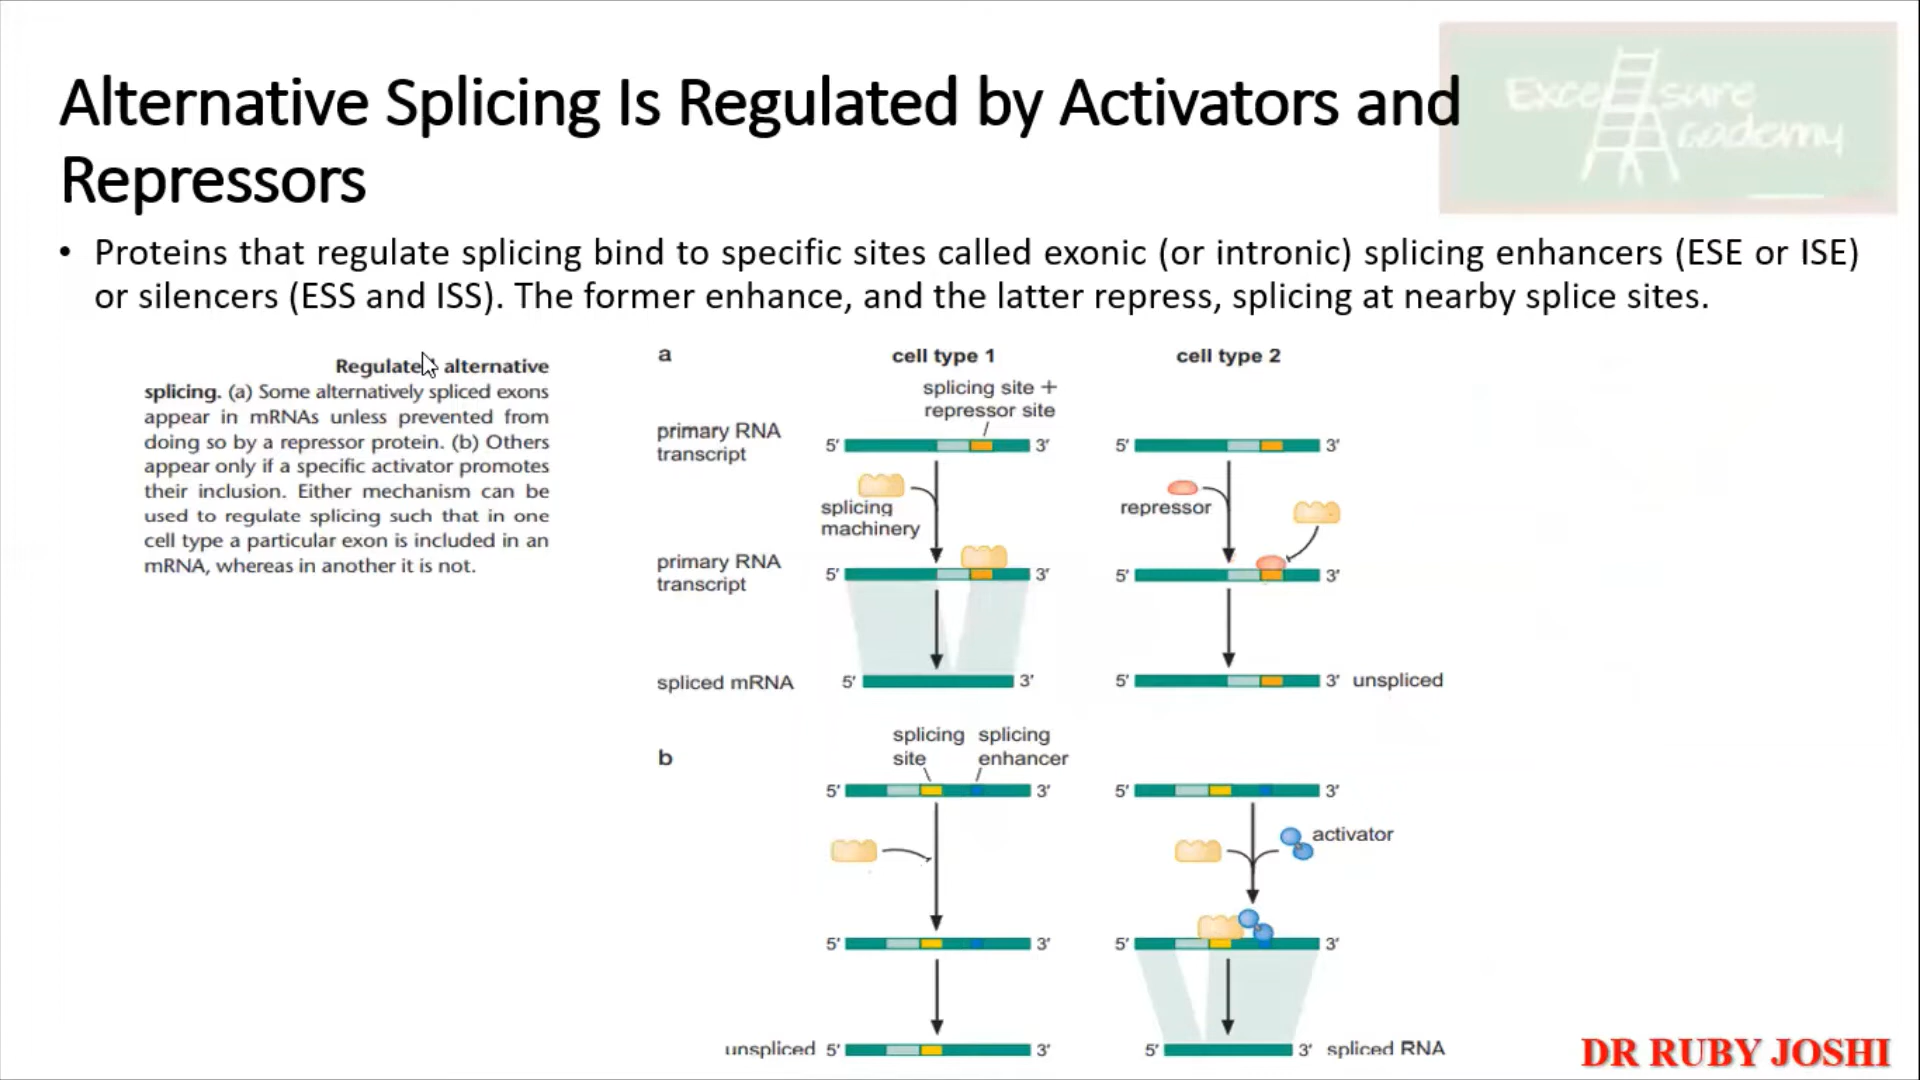 Alternative Splicing Is Regulated by Activators and
Repressors
• Proteins that regulate splicing bind to specific sites called exonic (or intronic) splicing enhancers (ESE or ISE)
or silencers (ESS and ISS). The former enhance, and the latter repress, splicing at nearby splice sites.
Regulated alternative
splicing. (a) Some alternatively spliced exons
appear in mRNAs unless prevented from
doing so by a repressor protein. (b) Others
appear only if a specific activator promotes
their inclusion. Either mechanism can be
used to regulate splicing such that in one
cell type a particular exon is included in an
mRNA, whereas in another it is not.
a
cell type 1
cell type 2
splicing site +
repressor site
primary RNA
transcript
5′ 3′
5′ 3′
splicing
machinery
repressor
primary RNA
transcript
5′ 3′
5′ 3′
spliced mRNA
5′ 3′
5′ 3′ unspliced
b
splicing
site
splicing
enhancer
5′ 3′
5′ 3′
activator
5′ 3′
5′ 3′
unspliced 5′ 3′
5′ 3′ spliced RNA
DR RUBY JOSHI